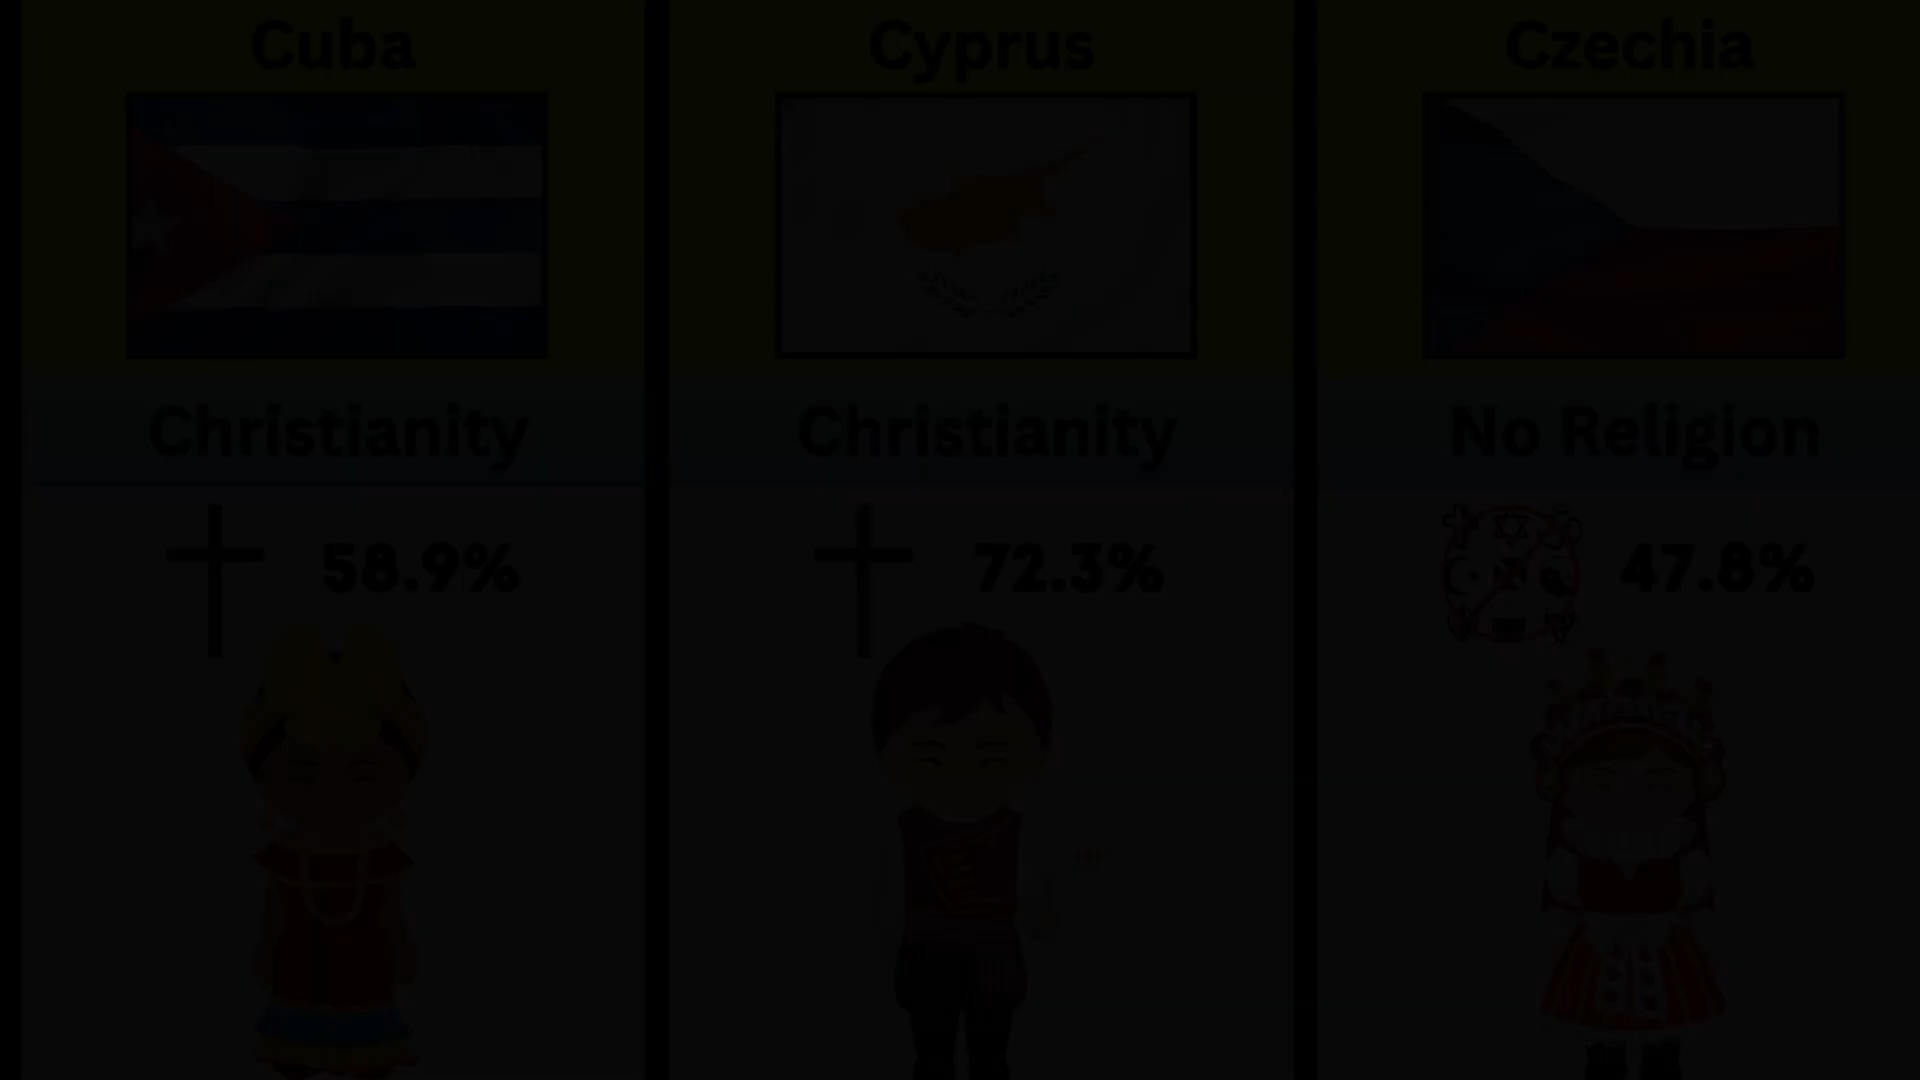 Cuba
Cyprus
Czechia
Christianity
Christianity
No Religion
58.9%
72.3%
47.8%